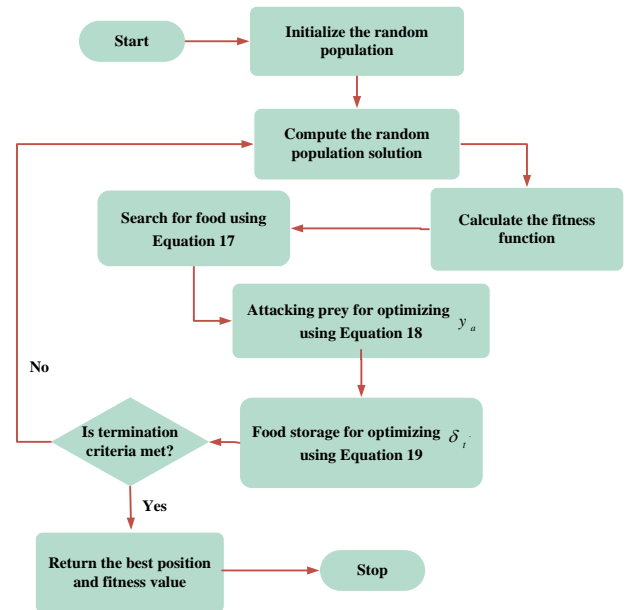 Start
Initialize the random
population
Compute the random
population solution
Calculate the fitness
function
Search for food using
Equation 17
Attacking prey for optimizing
using Equation 18 y a
Food storage for optimizing δ t
using Equation 19
No
Is termination
criteria met?
Yes
Return the best position
and fitness value
Stop